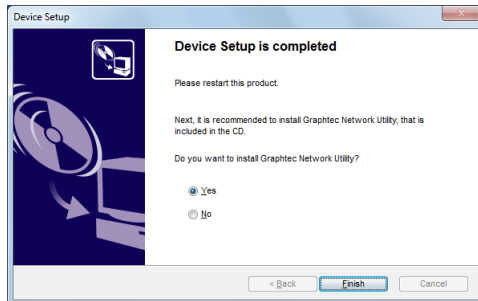 Device Setup
Device Setup is completed
Please restart this product.
Next, it is recommended to install Graphtec Network Utility, that is
included in the CD.
Do you want to install Graphtec Network Utility?
Yes
No
< Back
Finish
Cancel